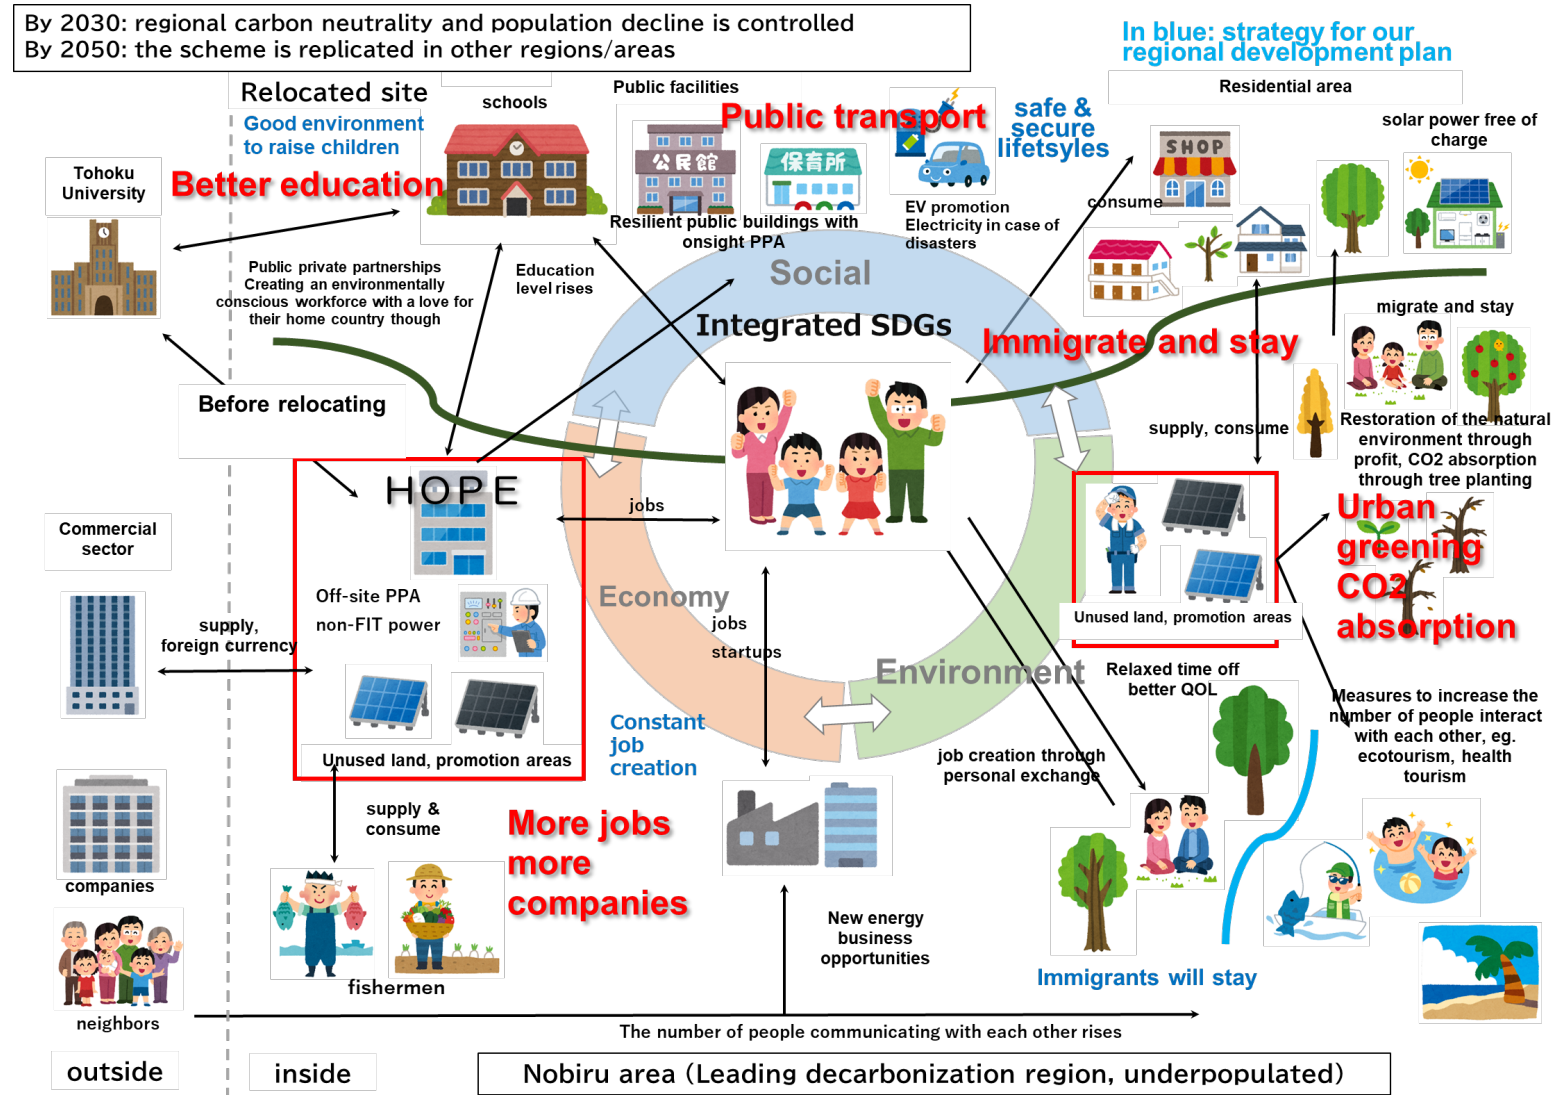 By 2030: regional carbon neutrality and population decline is controlled
By 2050: the scheme is replicated in other regions/areas
In blue: strategy for our
regional development plan
Relocated site
Good environment
to raise children
Better education
schools
Public facilities
Public transport
公民館
保育所
Resilient public buildings with
onsight PPA
safe &
secure
lifetsyles
EV promotion
Electricity in case of
disasters
Residential area
SHOP
consume
solar power free of
charge
Tohoku
University
Public private partnerships
Creating an environmentally
conscious workforce with a love for
their home country though
Education
level rises
Social
Integrated SDGs
Immigrate and stay
migrate and stay
Before relocating
supply, consume
Restoration of the natural
environment through
profit, CO2 absorption
through tree planting
HOPE
jobs
Commercial
sector
Off-site PPA
non-FIT power
Economy
jobs
startups
Environment
Unused land, promotion areas
Urban
greening
CO2
absorption
supply,
foreign currency
Unused land, promotion areas
Constant
job
creation
Relaxed time off
better QOL
Measures to increase the
number of people interact
with each other, eg.
ecotourism, health
tourism
job creation through
personal exchange
supply &
consume
More jobs
more
companies
companies
fishermen
New energy
business
opportunities
Immigrants will stay
neighbors
The number of people communicating with each other rises
outside
inside
Nobiru area (Leading decarbonization region, underpopulated)